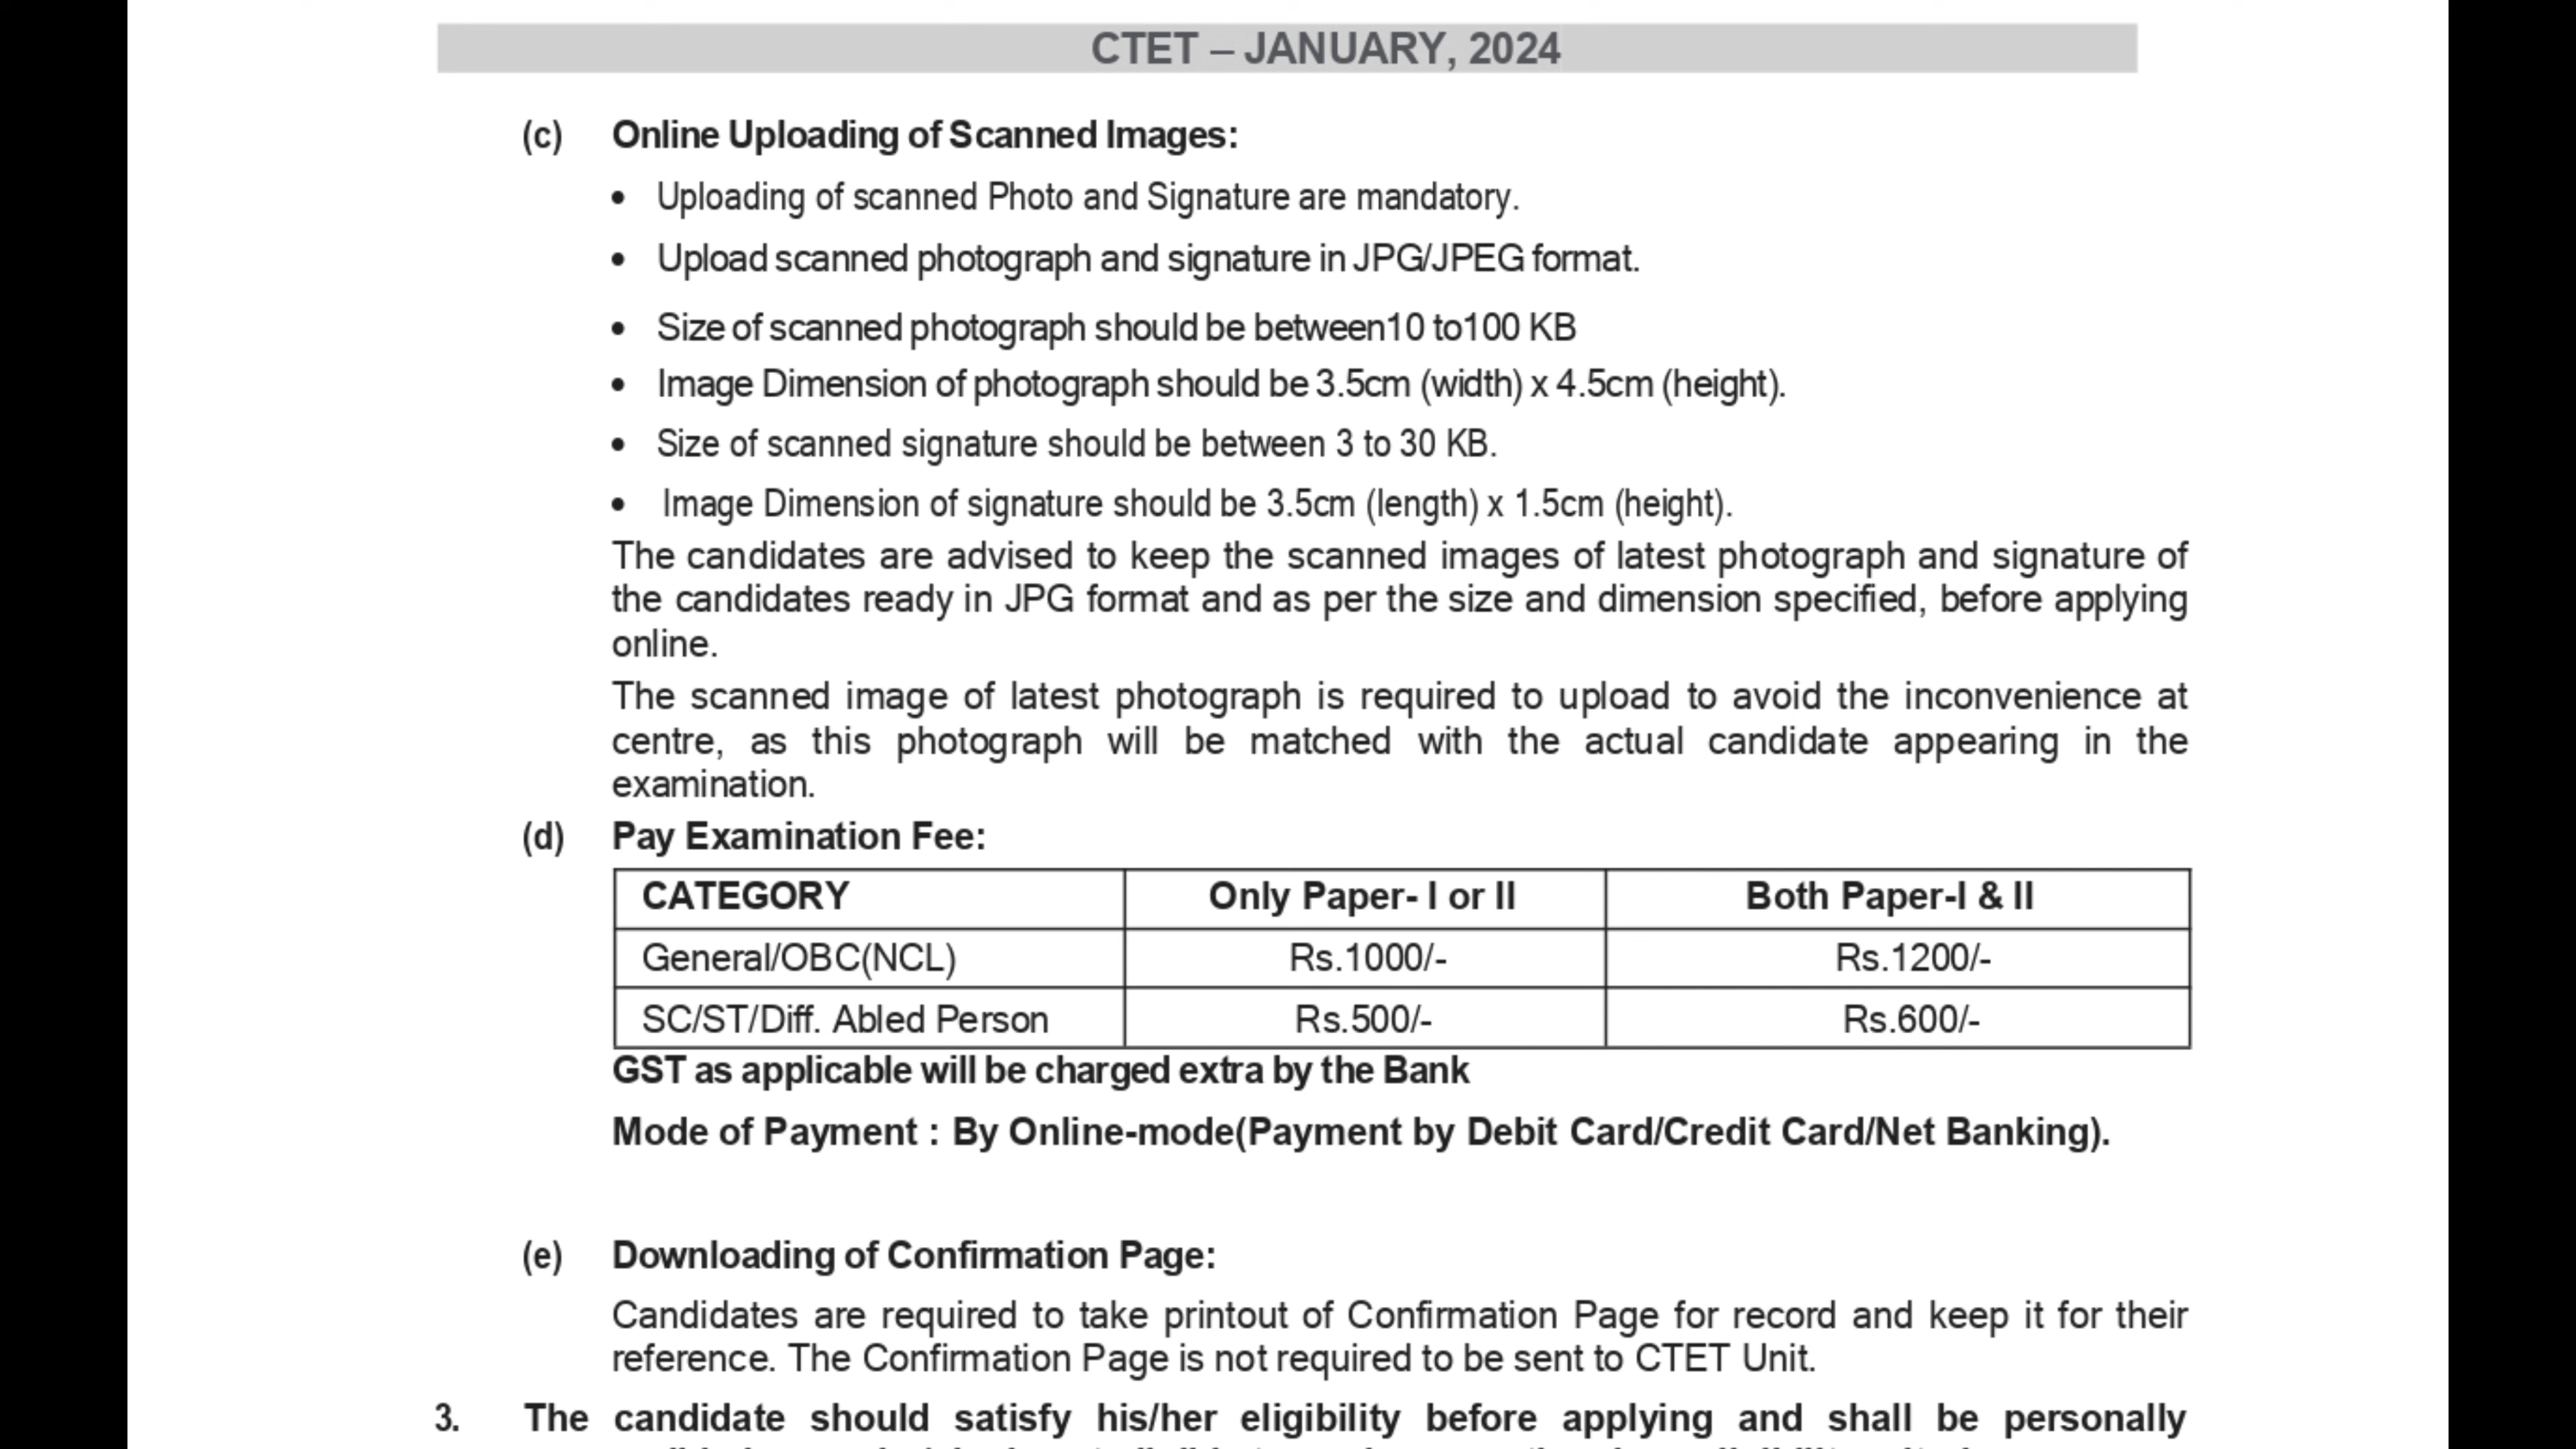 CTET – JANUARY, 2024
(c) Online Uploading of Scanned Images:
• Uploading of scanned Photo and Signature are mandatory.
• Upload scanned photograph and signature in JPG/JPEG format.
• Size of scanned photograph should be between10 to100 KB
• Image Dimension of photograph should be 3.5cm (width) x 4.5cm (height).
• Size of scanned signature should be between 3 to 30 KB.
• Image Dimension of signature should be 3.5cm (length) x 1.5cm (height).
The candidates are advised to keep the scanned images of latest photograph and signature of
the candidates ready in JPG format and as per the size and dimension specified, before applying
online.
The scanned image of latest photograph is required to upload to avoid the inconvenience at
centre, as this photograph will be matched with the actual candidate appearing in the
examination.
(d) Pay Examination Fee:
CATEGORY Only Paper- I or II Both Paper-I & II
General/OBC(NCL) Rs.1000/- Rs.1200/-
SC/ST/Diff. Abled Person Rs.500/- Rs.600/-
GST as applicable will be charged extra by the Bank
Mode of Payment : By Online-mode(Payment by Debit Card/Credit Card/Net Banking).
(e) Downloading of Confirmation Page:
Candidates are required to take printout of Confirmation Page for record and keep it for their
reference. The Confirmation Page is not required to be sent to CTET Unit.
3. The candidate should satisfy his/her eligibility before applying and shall be personally